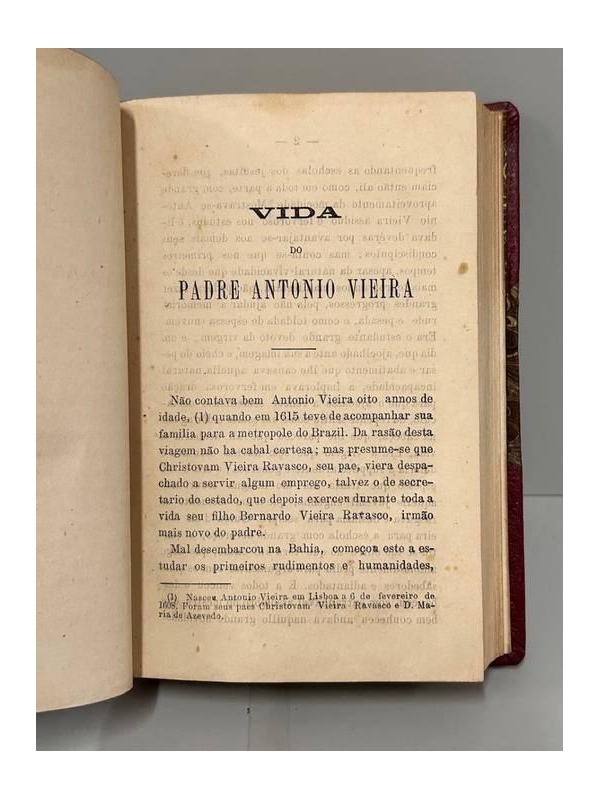 VIDA
DO
PADRE ANTONIO VIEIRA
Não contava bem Antonio Vieira oito annos de
idade, (1) quando em 1615 teve de acompanhar sua
familia para a metropole do Brazil. Da rasão desta
viagem não ha cabal certesa; mas presume-se que
Christovam Vieira Ravasco, seu pae, viera despa-
chado a servir algum emprego, talvez o de secre-
tario do estado, que depois exerceu durante toda a
vida seu filho Bernardo Vieira Ravasco, irmão
mais novo do padre.
Mal desembarcou na Bahia, começou este a es-
tudar os primeiros rudimentos e humanidades,
(1) Nasceu Antonio Vieira em Lisboa a 6 de fevereiro de
1608. Foram seus paes Christovam Vieira Ravasco e D. Ma-
ria de Azevedo.